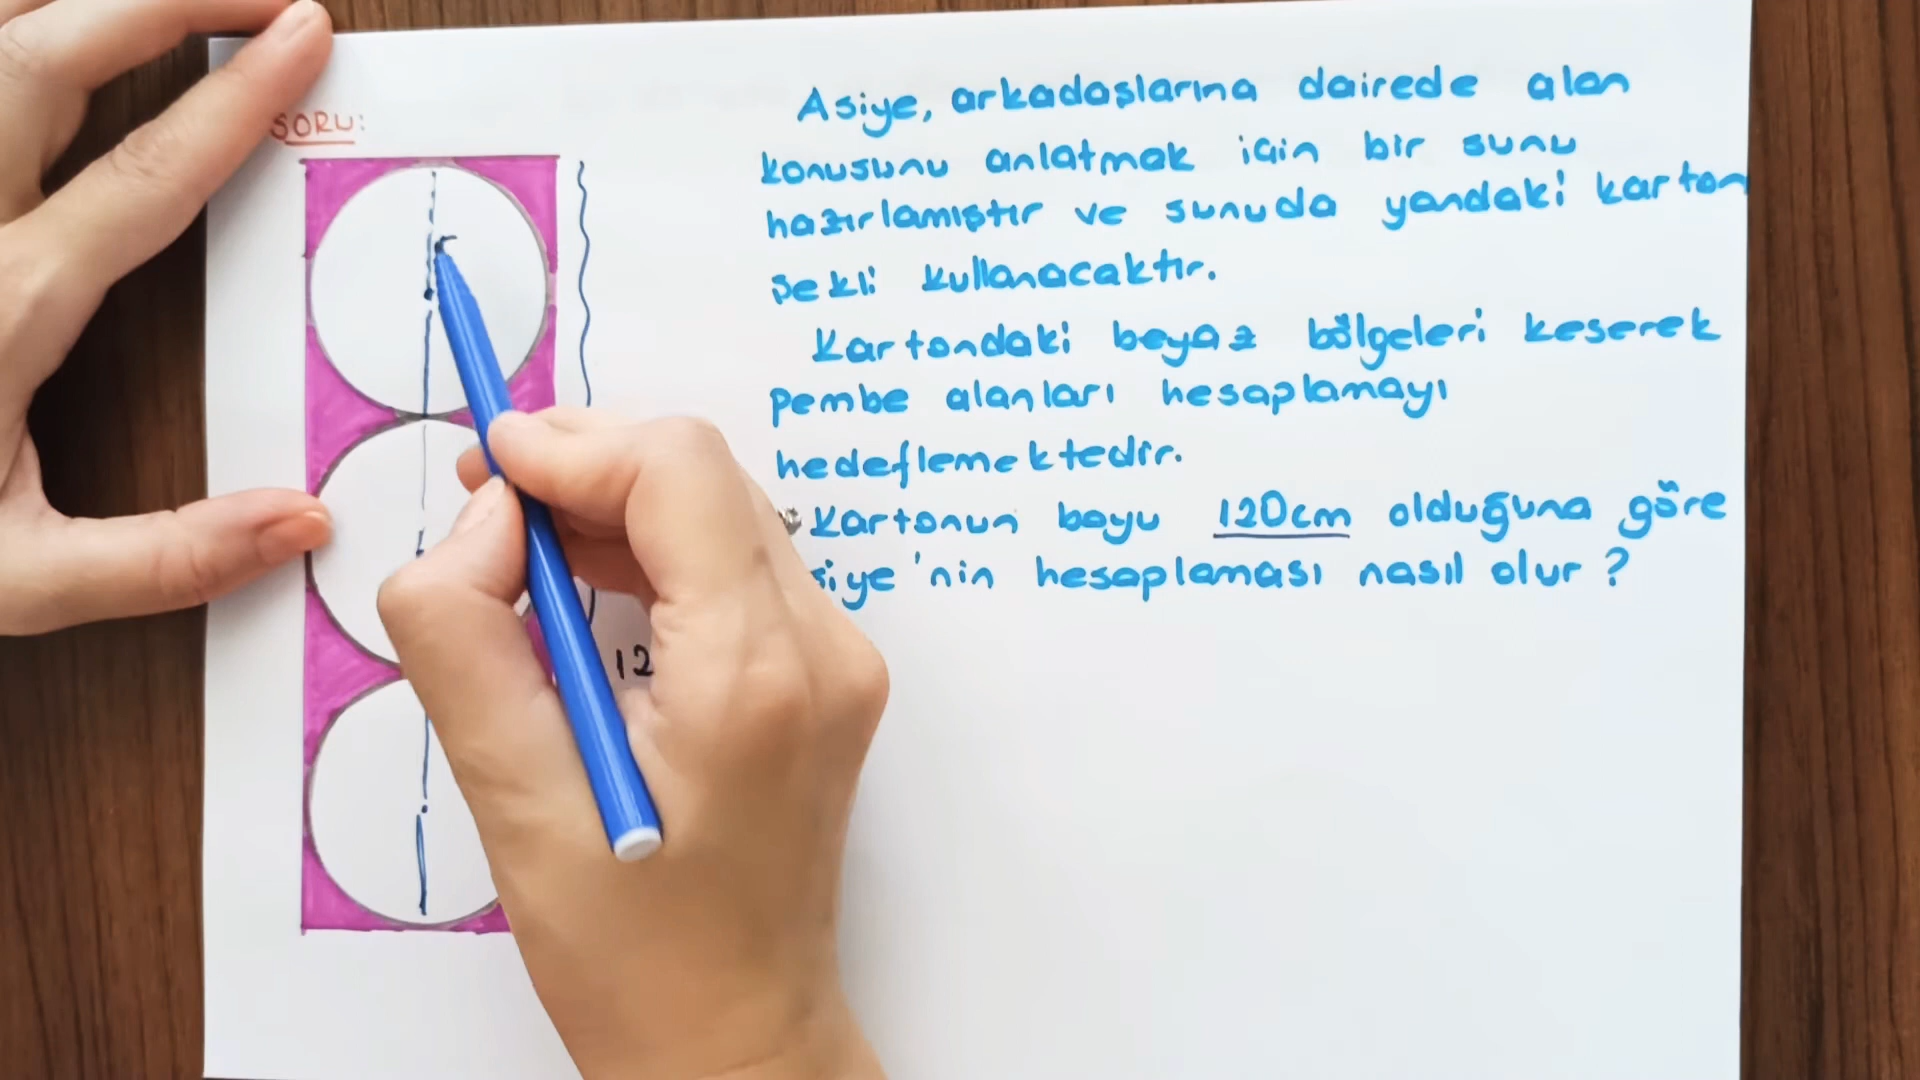 SORU:
Asiye, arkadaşlarına dairede alan
konusunu anlatmak için bir sunu
hazırlamıştır ve sunuda yandaki karton
şekli kullanacaktır.
Kartondaki beyaz bölgeleri keserek
pembe alanları hesaplamayı
hedeflemektedir.
Kartonun boyu 120cm olduğuna göre
siye'nin hesaplaması nasıl olur?
r
12